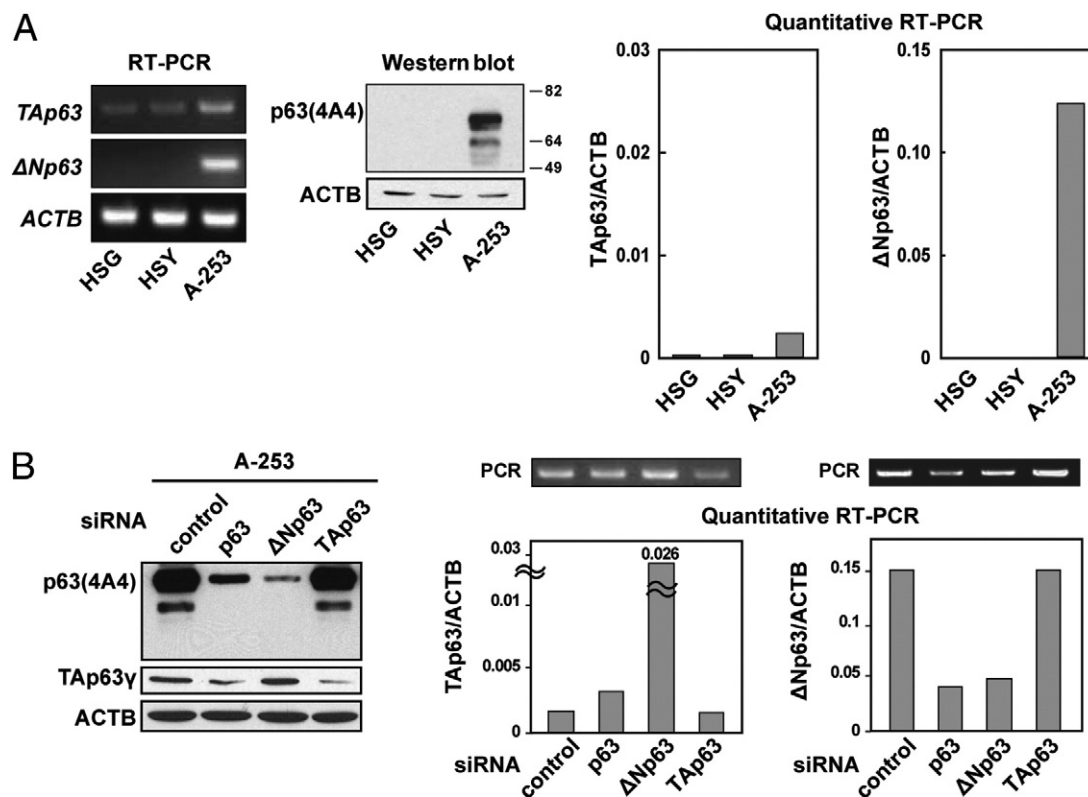 A
RT-PCR
TAp63
ΔNp63
ACTB
HSG
HSY
A-253
Western blot
p63(4A4)
82
64
49
ACTB
HSG
HSY
A-253
Quantitative RT-PCR
TAp63/ACTB
0.03
0.02
0.01
0
HSG
HSY
A-253
ΔNp63/ACTB
0.15
0.10
0.05
0
HSG
HSY
A-253
B
A-253
siRNA
control
p63
ΔNp63
TAp63
p63(4A4)
TAp63γ
ACTB
PCR
PCR
Quantitative RT-PCR
TAp63/ACTB
0.03
0.02
0.01
0.005
0
0.026
siRNA
control
p63
ΔNp63
TAp63
ΔNp63/ACTB
0.15
0.10
0.05
0
siRNA
control
p63
ΔNp63
TAp63